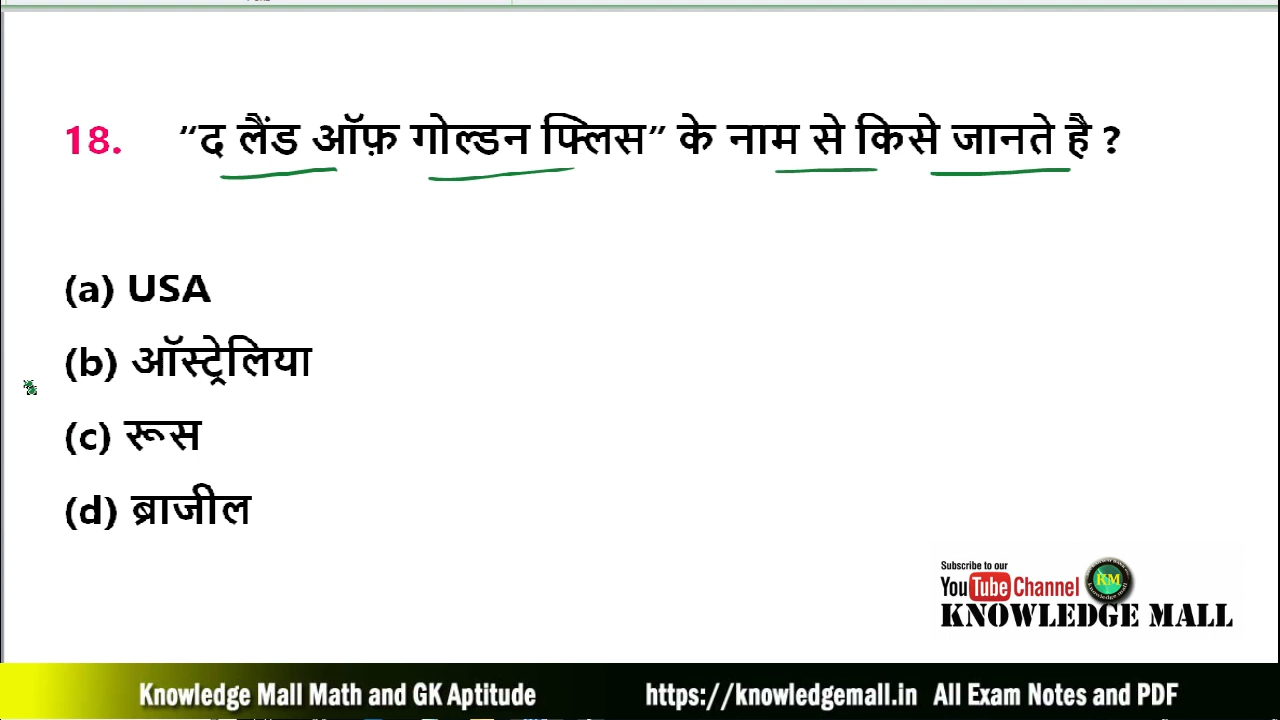 18. "द लैंड ऑफ़ गोल्डन फ्लिस" के नाम से किसे जानते है ?
(a) USA
(b) ऑस्ट्रेलिया
(c) रूस
(d) ब्राजील
Subscribe to our
YouTube Channel
KM
KNOWLEDGE MALL
Knowledge Mall Math and GK Aptitude https://knowledgemall.in All Exam Notes and PDF